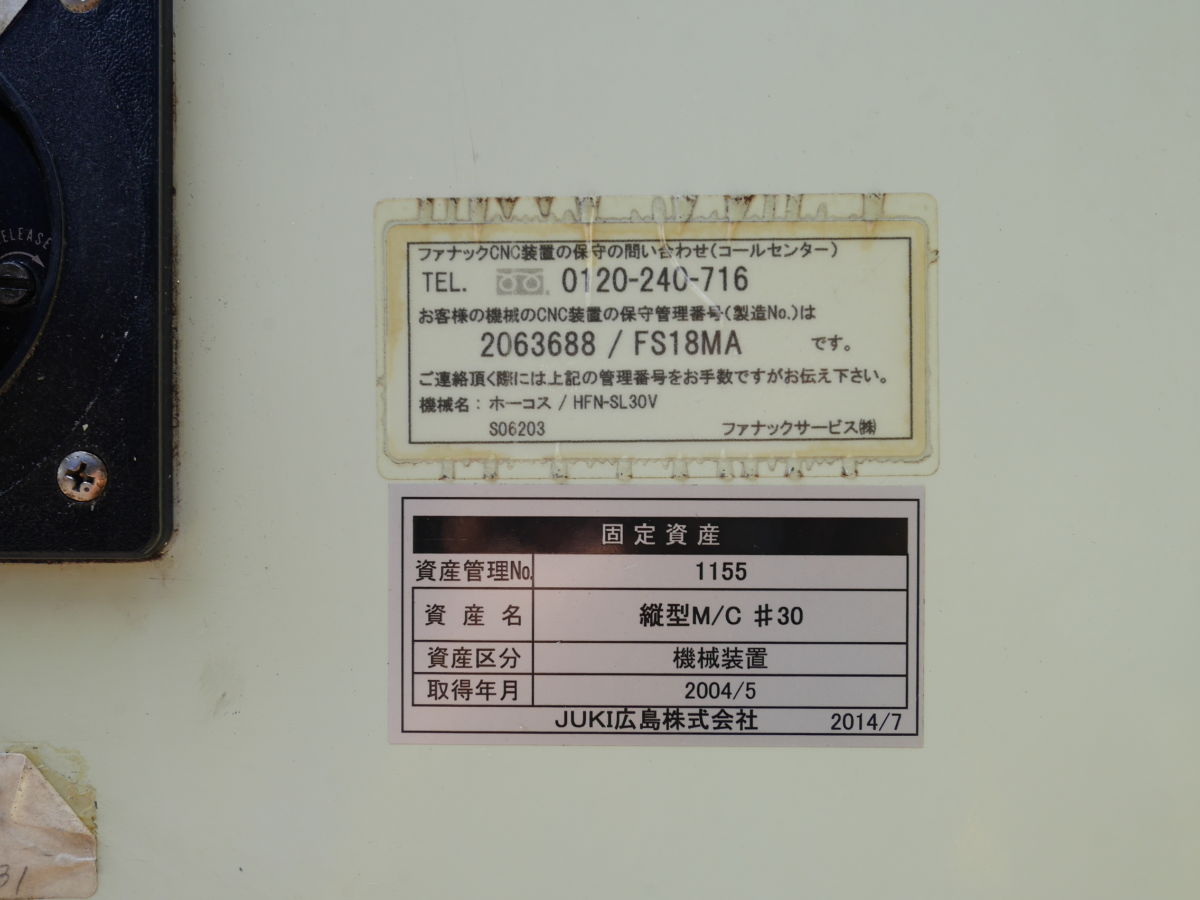 RELEASE
ファナックCNC装置の保守の問い合わせ(コールセンター)
TEL. 0120-240-716
お客様の機械のCNC装置の保守管理番号(製造No.)は
2063688 / FS18MA です。
ご連絡頂く際には上記の管理番号をお手数ですがお伝え下さい。
機械名: ホーコス / HFN-SL30V
S06203 ファナックサービス㈱
固定資産
資産管理№ 1155
資産名 縦型M/C ♯30
資産区分 機械装置
取得年月 2004/5
JUKI広島株式会社 2014/7
31